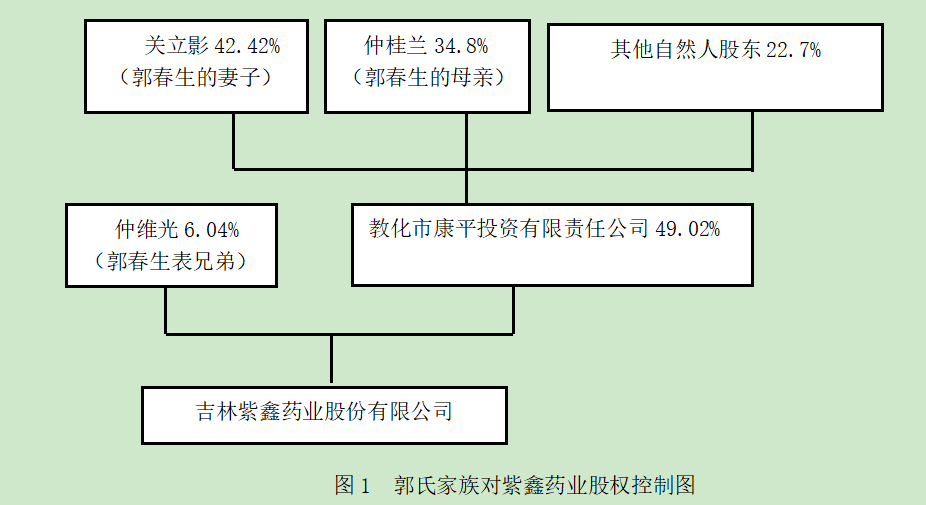 关立影 42.42%
（郭春生的妻子）
仲桂兰 34.8%
（郭春生的母亲）
其他自然人股东 22.7%
仲维光 6.04%
（郭春生表兄弟）
教化市康平投资有限责任公司 49.02%
吉林紫鑫药业股份有限公司
图 1 郭氏家族对紫鑫药业股权控制图